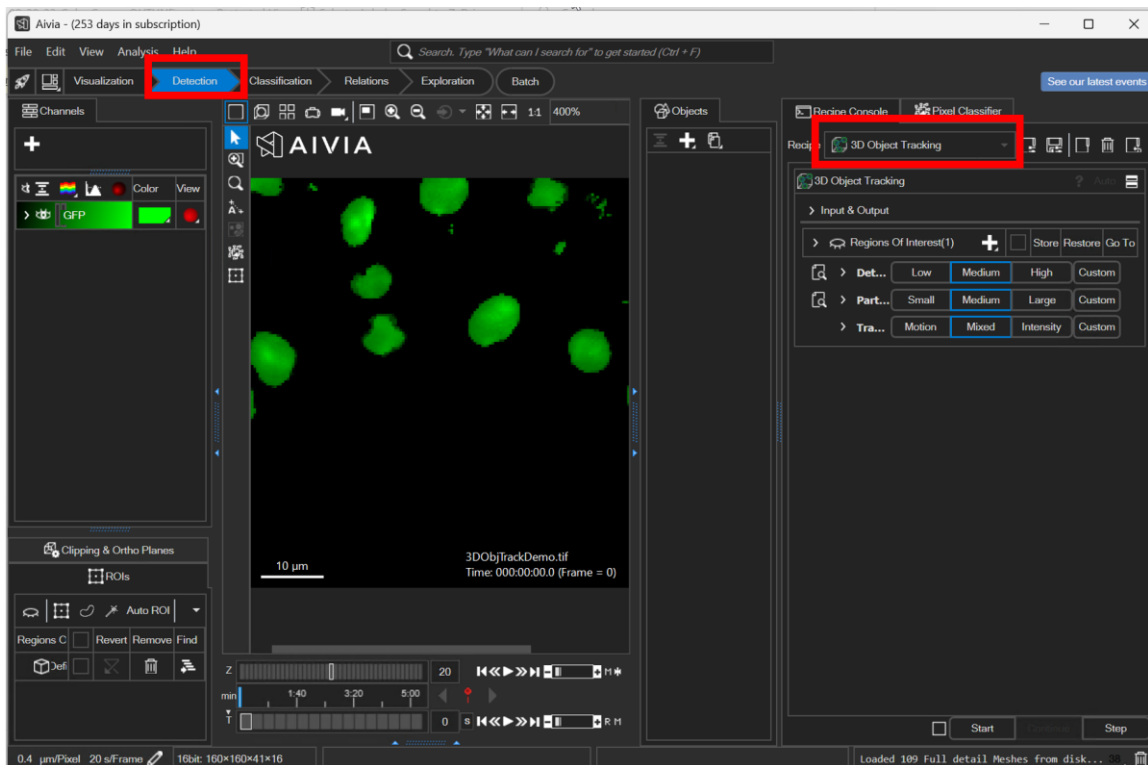 Aivia - (253 days in subscription)
File Edit View Analysis Help
Search. Type "What can I search for" to get started (Ctrl + F)
Visualization Detection Classification Relations Exploration Batch
See our latest events
Channels
Color View
GFP
1:1 400%
AIVIA
10 µm
3DObjTrackDemo.tif
Time: 000:00:00.0 (Frame = 0)
Objects
Recipe Console Pixel Classifier
3D Object Tracking
3D Object Tracking
? Auto
Input & Output
Regions Of Interest(1) Store Restore Go To
Det... Low Medium High Custom
Part... Small Medium Large Custom
Tra... Motion Mixed Intensity Custom
Clipping & Ortho Planes
ROIs
Auto ROI
Regions C Revert Remove Find
Defi
Z 20 M
min 1:40 3:20 5:00
T 0 S R M
Start Step
0.4 µm/Pixel 20 s/Frame 16bit: 160×160×41×16
Loaded 109 Full detail Meshes from disk... 38